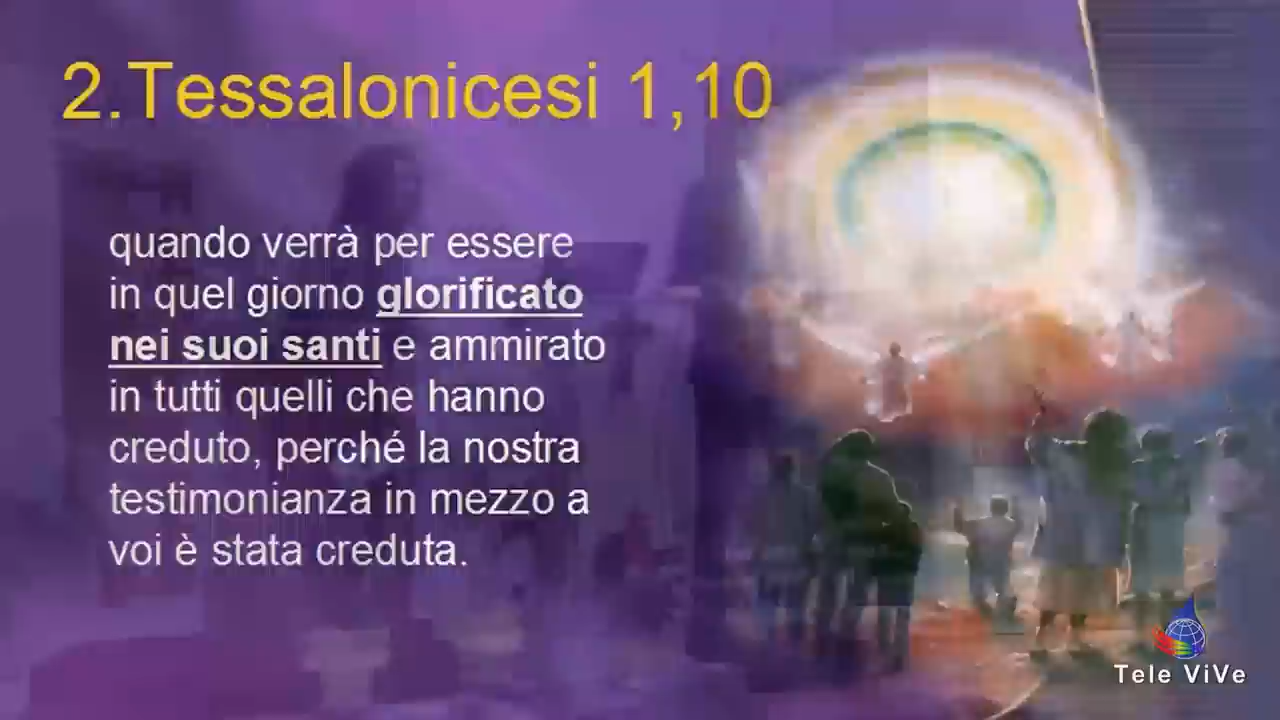 2.Tessalonicesi 1,10
quando verrà per essere
in quel giorno glorificato
nei suoi santi e ammirato
in tutti quelli che hanno
creduto, perché la nostra
testimonianza in mezzo a
voi è stata creduta.
Tele ViVe